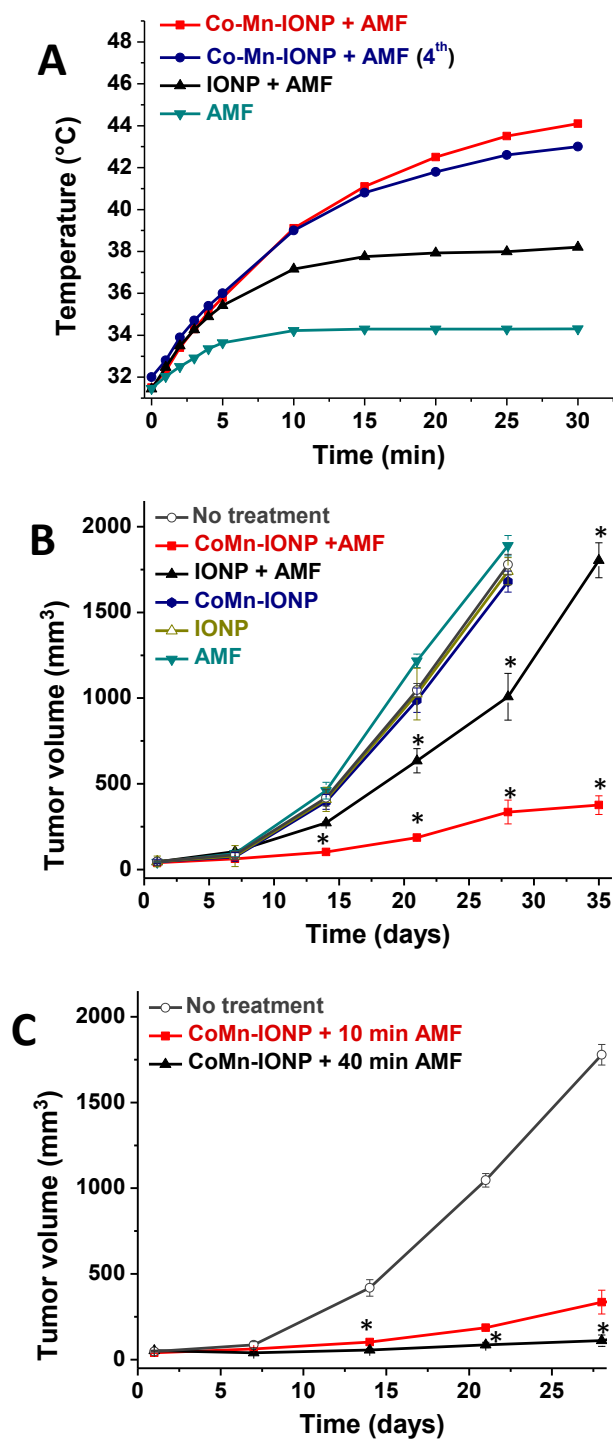 A
Co-Mn-IONP + AMF
Co-Mn-IONP + AMF (4th)
IONP + AMF
AMF
Temperature (°C)
44
42
40
38
36
34
32
0 5 10 15 20 25 30
Time (min)
B
No treatment
CoMn-IONP +AMF
IONP + AMF
CoMn-IONP
IONP
AMF
Tumor volume (mm3)
2000
1500
1000
500
0
* * * * * * *
0 5 10 15 20 25 30 35
Time (days)
C
No treatment
CoMn-IONP + 10 min AMF
CoMn-IONP + 40 min AMF
Tumor volume (mm3)
2000
1500
1000
500
0
* * *
0 5 10 15 20 25
Time (days)